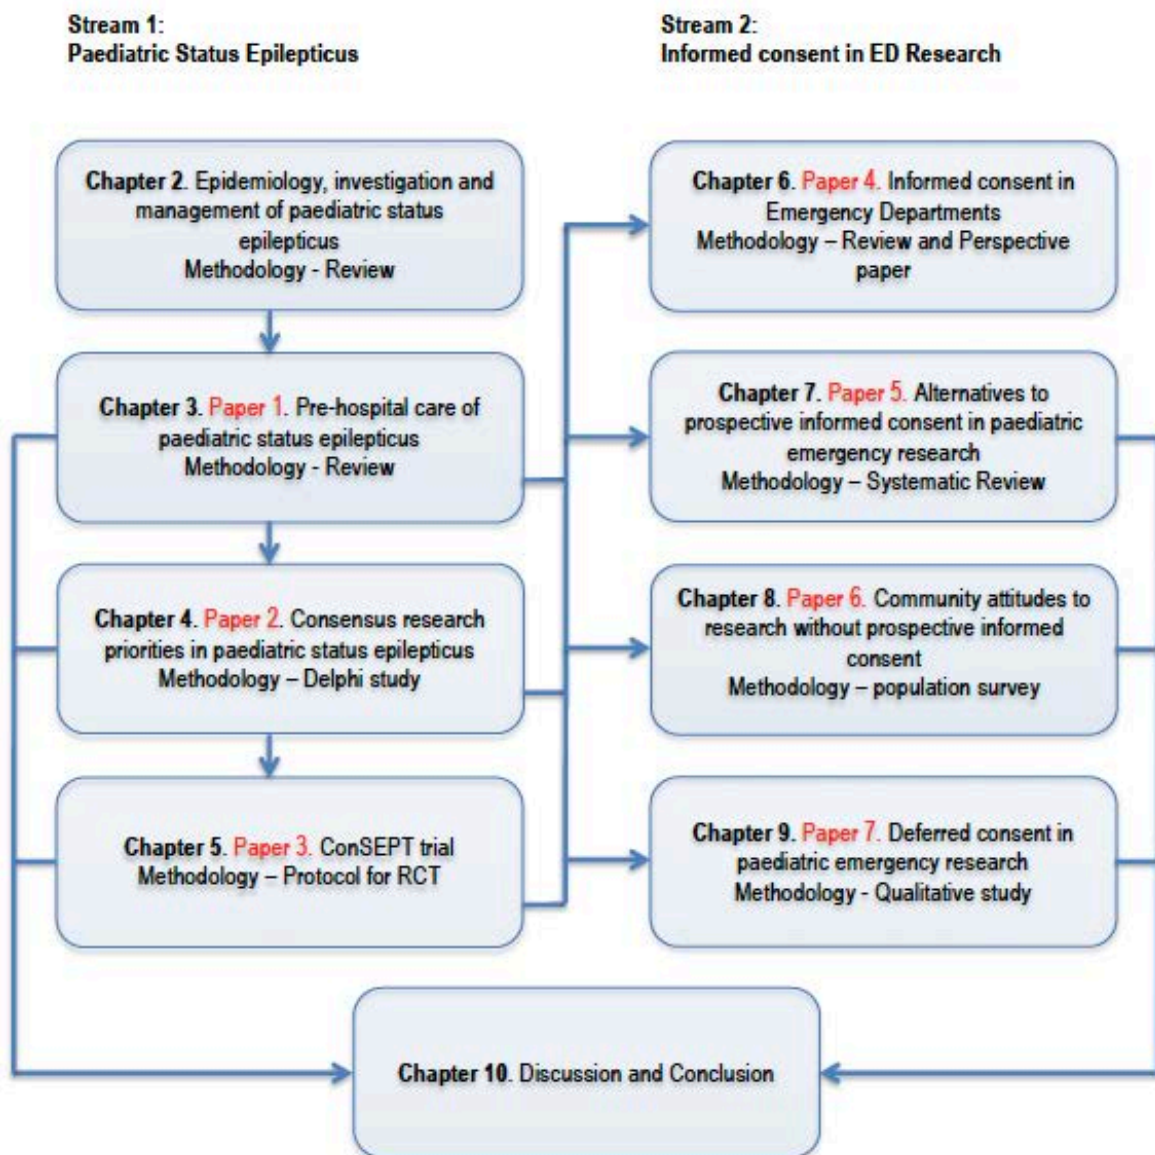 Stream 1:
Paediatric Status Epilepticus
Stream 2:
Informed consent in ED Research
Chapter 2. Epidemiology, investigation and
management of paediatric status
epilepticus
Methodology - Review
Chapter 3. Paper 1. Pre-hospital care of
paediatric status epilepticus
Methodology - Review
Chapter 4. Paper 2. Consensus research
priorities in paediatric status epilepticus
Methodology – Delphi study
Chapter 5. Paper 3. ConSEPT trial
Methodology – Protocol for RCT
Chapter 6. Paper 4. Informed consent in
Emergency Departments
Methodology – Review and Perspective
paper
Chapter 7. Paper 5. Alternatives to
prospective informed consent in paediatric
emergency research
Methodology – Systematic Review
Chapter 8. Paper 6. Community attitudes to
research without prospective informed
consent
Methodology – population survey
Chapter 9. Paper 7. Deferred consent in
paediatric emergency research
Methodology - Qualitative study
Chapter 10. Discussion and Conclusion